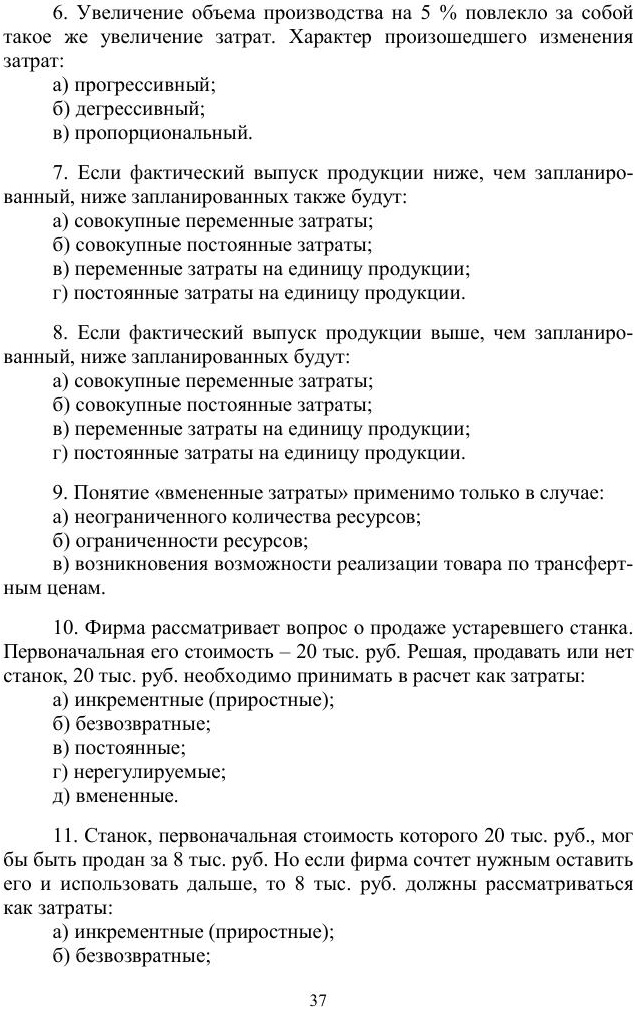 6. Увеличение объема производства на 5 % повлекло за собой
такое же увеличение затрат. Характер произошедшего изменения
затрат:
а) прогрессивный;
б) дегрессивный;
в) пропорциональный.
7. Если фактический выпуск продукции ниже, чем запланиро-
ванный, ниже запланированных также будут:
а) совокупные переменные затраты;
б) совокупные постоянные затраты;
в) переменные затраты на единицу продукции;
г) постоянные затраты на единицу продукции.
8. Если фактический выпуск продукции выше, чем запланиро-
ванный, ниже запланированных будут:
а) совокупные переменные затраты;
б) совокупные постоянные затраты;
в) переменные затраты на единицу продукции;
г) постоянные затраты на единицу продукции.
9. Понятие «вмененные затраты» применимо только в случае:
а) неограниченного количества ресурсов;
б) ограниченности ресурсов;
в) возникновения возможности реализации товара по трансферт-
ным ценам.
10. Фирма рассматривает вопрос о продаже устаревшего станка.
Первоначальная его стоимость – 20 тыс. руб. Решая, продавать или нет
станок, 20 тыс. руб. необходимо принимать в расчет как затраты:
а) инкрементные (приростные);
б) безвозвратные;
в) постоянные;
г) нерегулируемые;
д) вмененные.
11. Станок, первоначальная стоимость которого 20 тыс. руб., мог
бы быть продан за 8 тыс. руб. Но если фирма сочтет нужным оставить
его и использовать дальше, то 8 тыс. руб. должны рассматриваться
как затраты:
а) инкрементные (приростные);
б) безвозвратные;
37